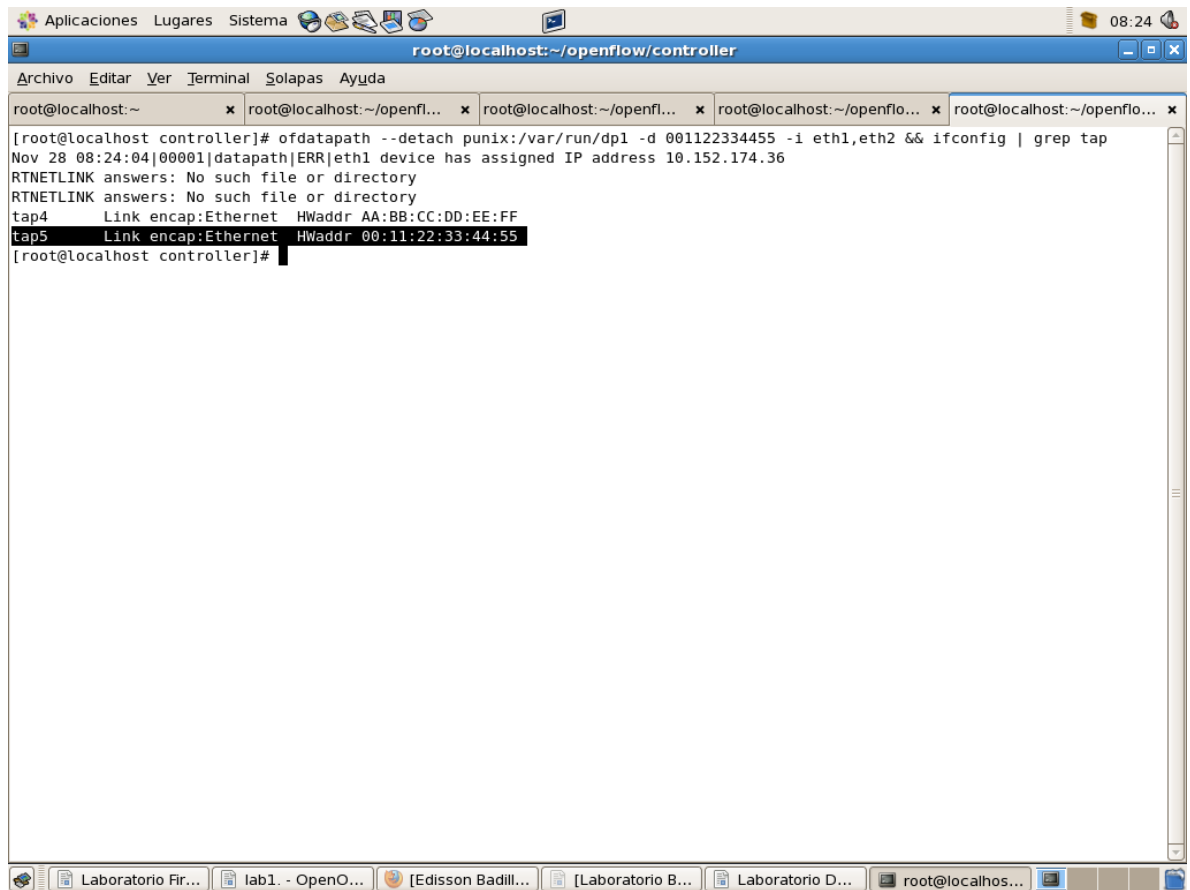 Aplicaciones Lugares Sistema 08:24
root@localhost:~/openflow/controller
Archivo Editar Ver Terminal Solapas Ayuda
root@localhost:~ root@localhost:~/openfl... root@localhost:~/openfl... root@localhost:~/openflo... root@localhost:~/openflo...
[root@localhost controller]# ofdatapath --detach punix:/var/run/dp1 -d 001122334455 -i eth1,eth2 && ifconfig | grep tap
Nov 28 08:24:04|00001|datapath|ERR|eth1 device has assigned IP address 10.152.174.36
RTNETLINK answers: No such file or directory
RTNETLINK answers: No such file or directory
tap4 Link encap:Ethernet HWaddr AA:BB:CC:DD:EE:FF
tap5 Link encap:Ethernet HWaddr 00:11:22:33:44:55
[root@localhost controller]#
Laboratorio Fir... lab1. - OpenO... [Edisson Badill... [Laboratorio B... Laboratorio D... root@localhos...